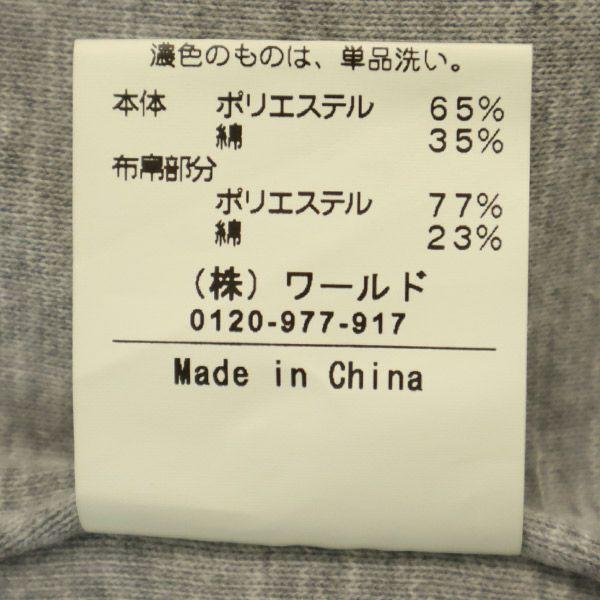 濃色のものは、単品洗い。
本体 ポリエステル 65%
綿 35%
布帛部分
ポリエステル 77%
綿 23%
(株) ワールド
0120-977-917
Made in China